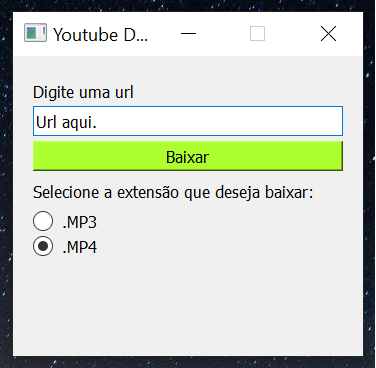 Youtube D...
Digite uma url
Url aqui.
Baixar
Selecione a extensão que deseja baixar:
.MP3
.MP4